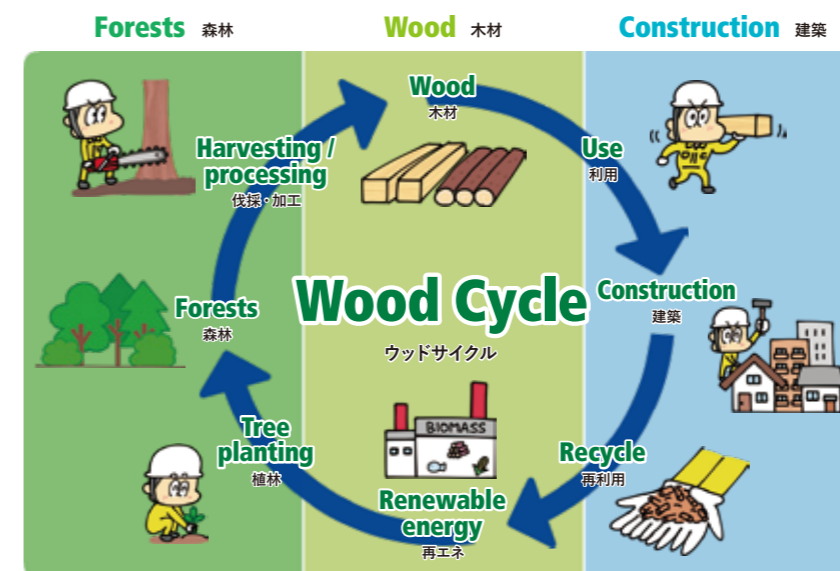 Forests 森林
Wood 木材
Construction 建築
Wood
木材
Harvesting /
processing
伐採・加工
Use
利用
Forests
森林
Wood Cycle
ウッドサイクル
Construction
建築
BIOMASS
Tree
planting
植林
Recycle
再利用
Renewable
energy
再エネ